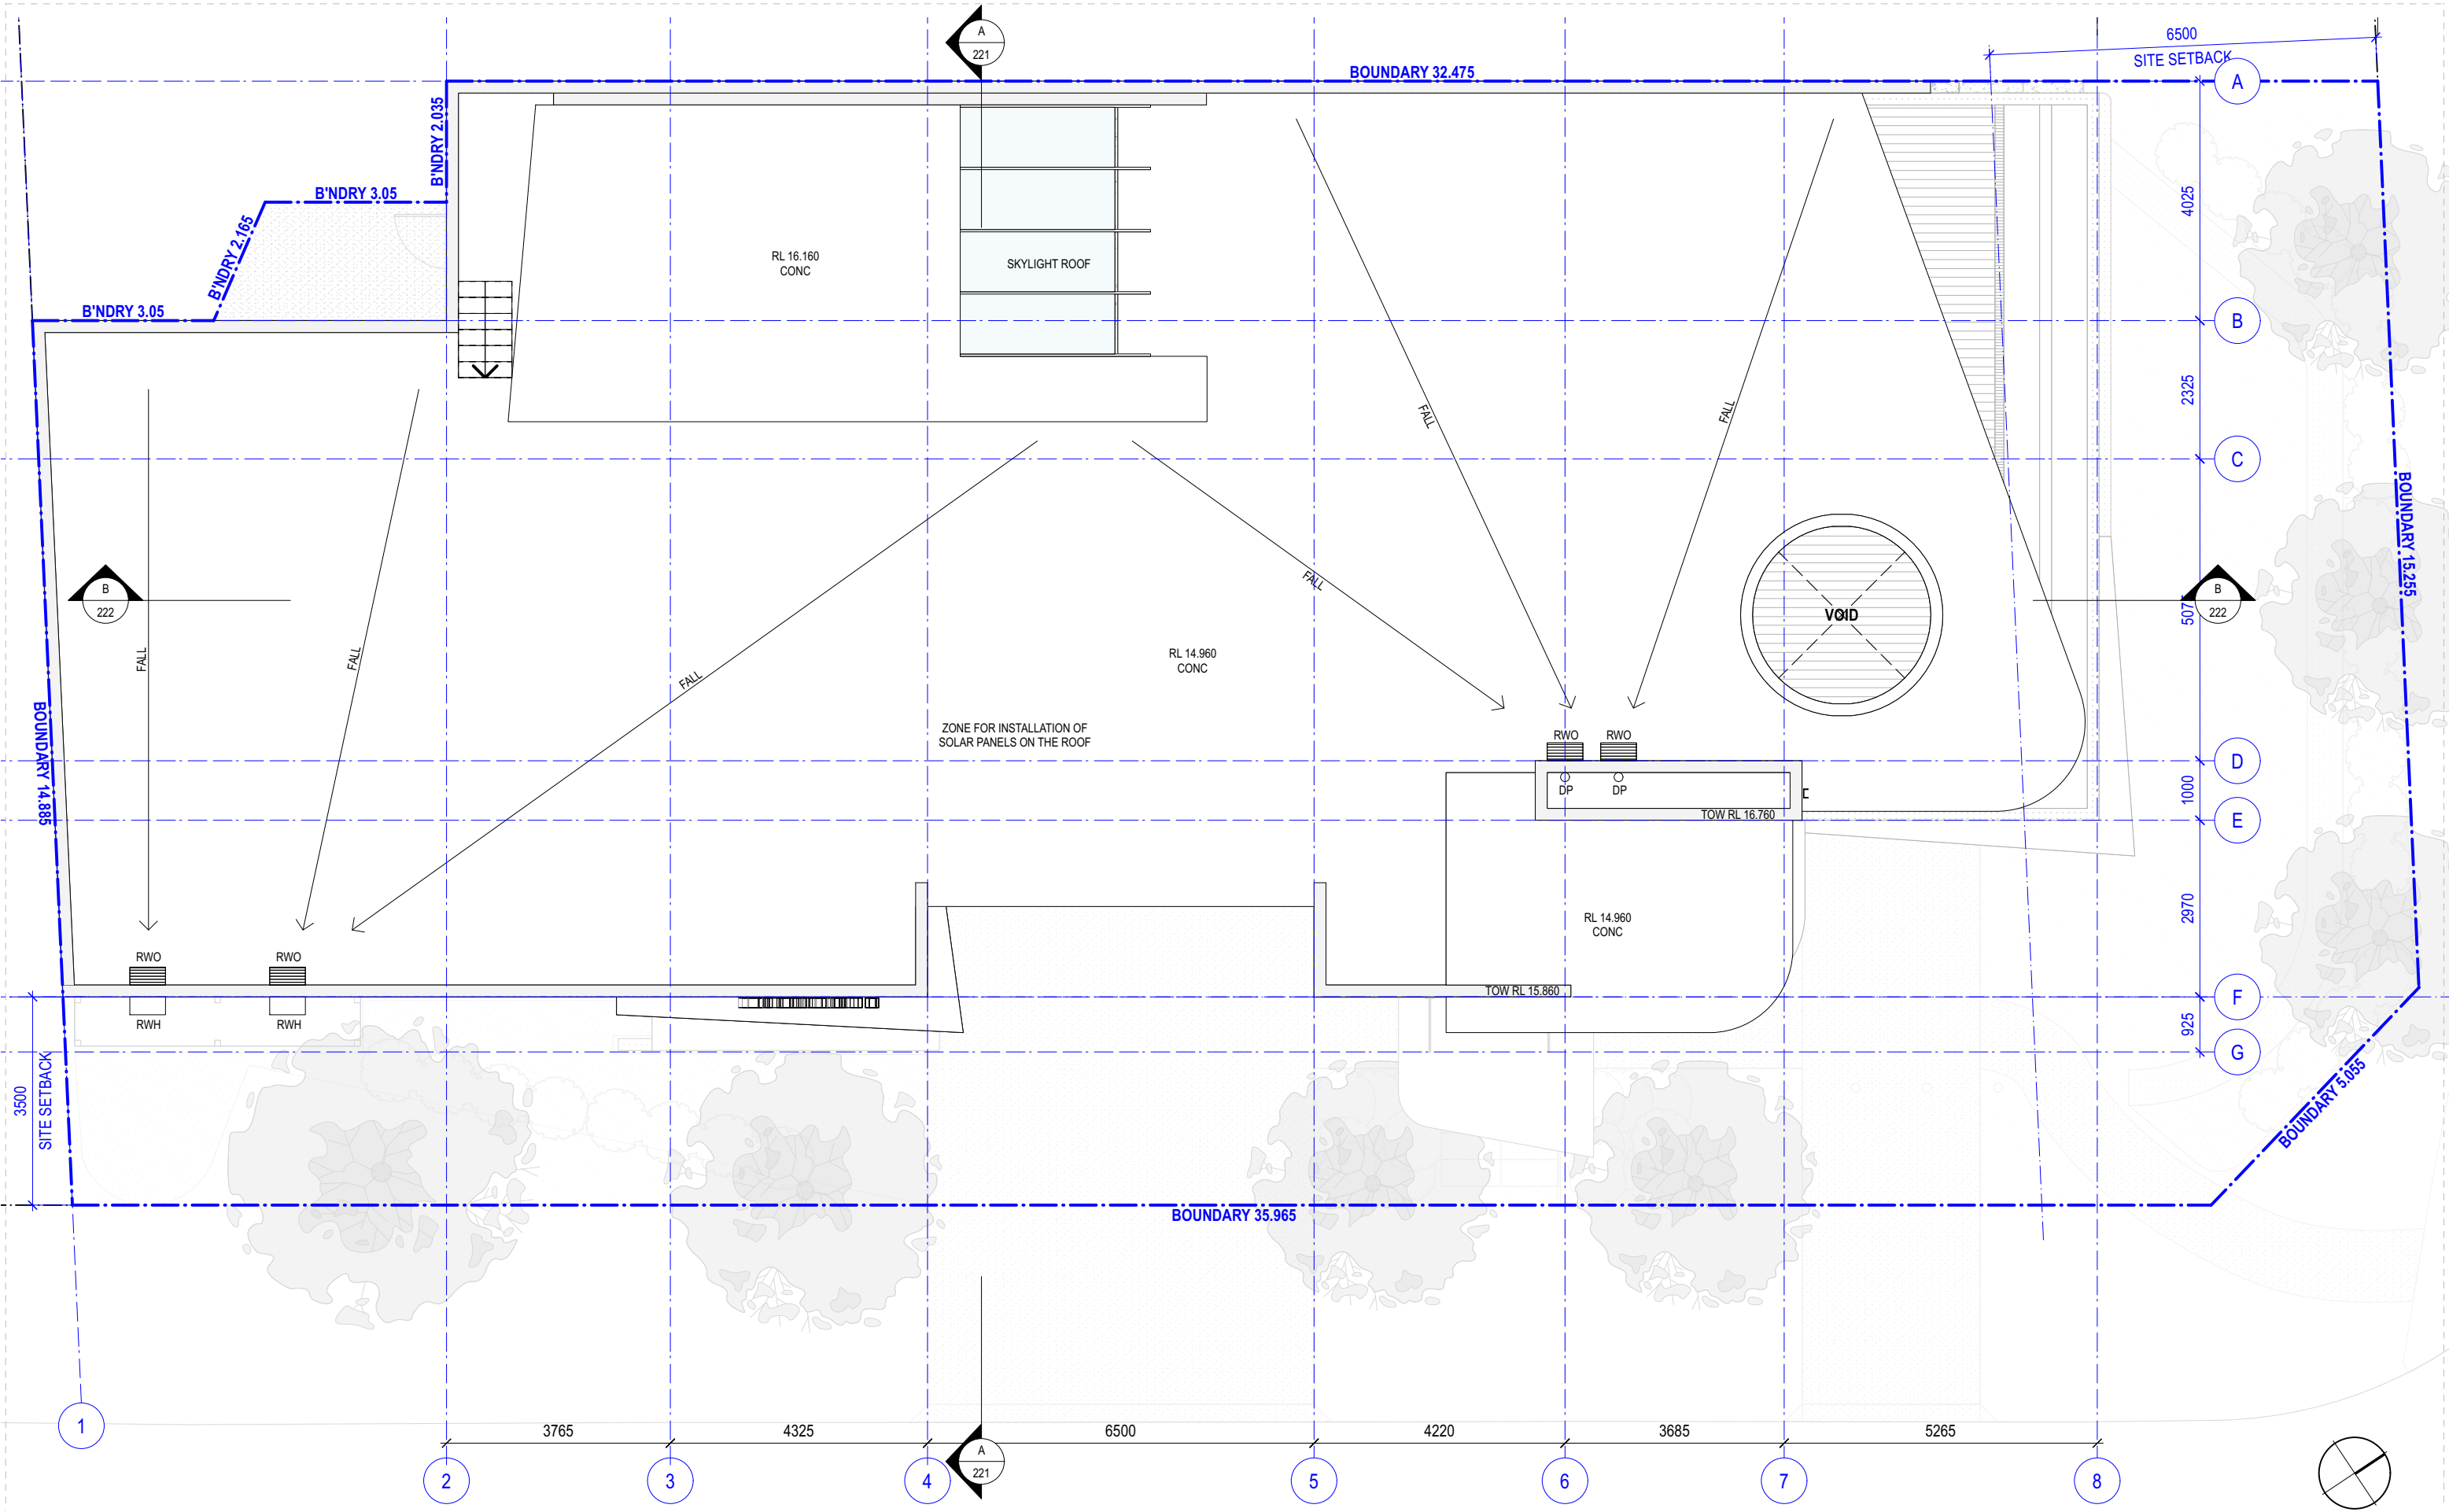 A
221
6500
SITE SETBACK
BOUNDARY 32.475
A
B'NDRY 2.035
B'NDRY 3.05
4025
B'NDRY 2.165
RL 16.160
CONC
SKYLIGHT ROOF
B'NDRY 3.05
B
2325
FALL
FALL
C
BOUNDARY 15.255
FALL
B
222
B
222
507
VOID
FALL
FALL
FALL
RL 14.960
CONC
BOUNDARY 14.885
ZONE FOR INSTALLATION OF
SOLAR PANELS ON THE ROOF
RWO
RWO
D
DP
DP
1000
TOW RL 16.760
E
2970
RL 14.960
CONC
RWO
RWO
TOW RL 15.860
F
RWH
RWH
925
G
3500
SITE SETBACK
BOUNDARY 5.055
BOUNDARY 35.965
1
3765
4325
6500
4220
3685
5265
A
221
2
3
4
5
6
7
8